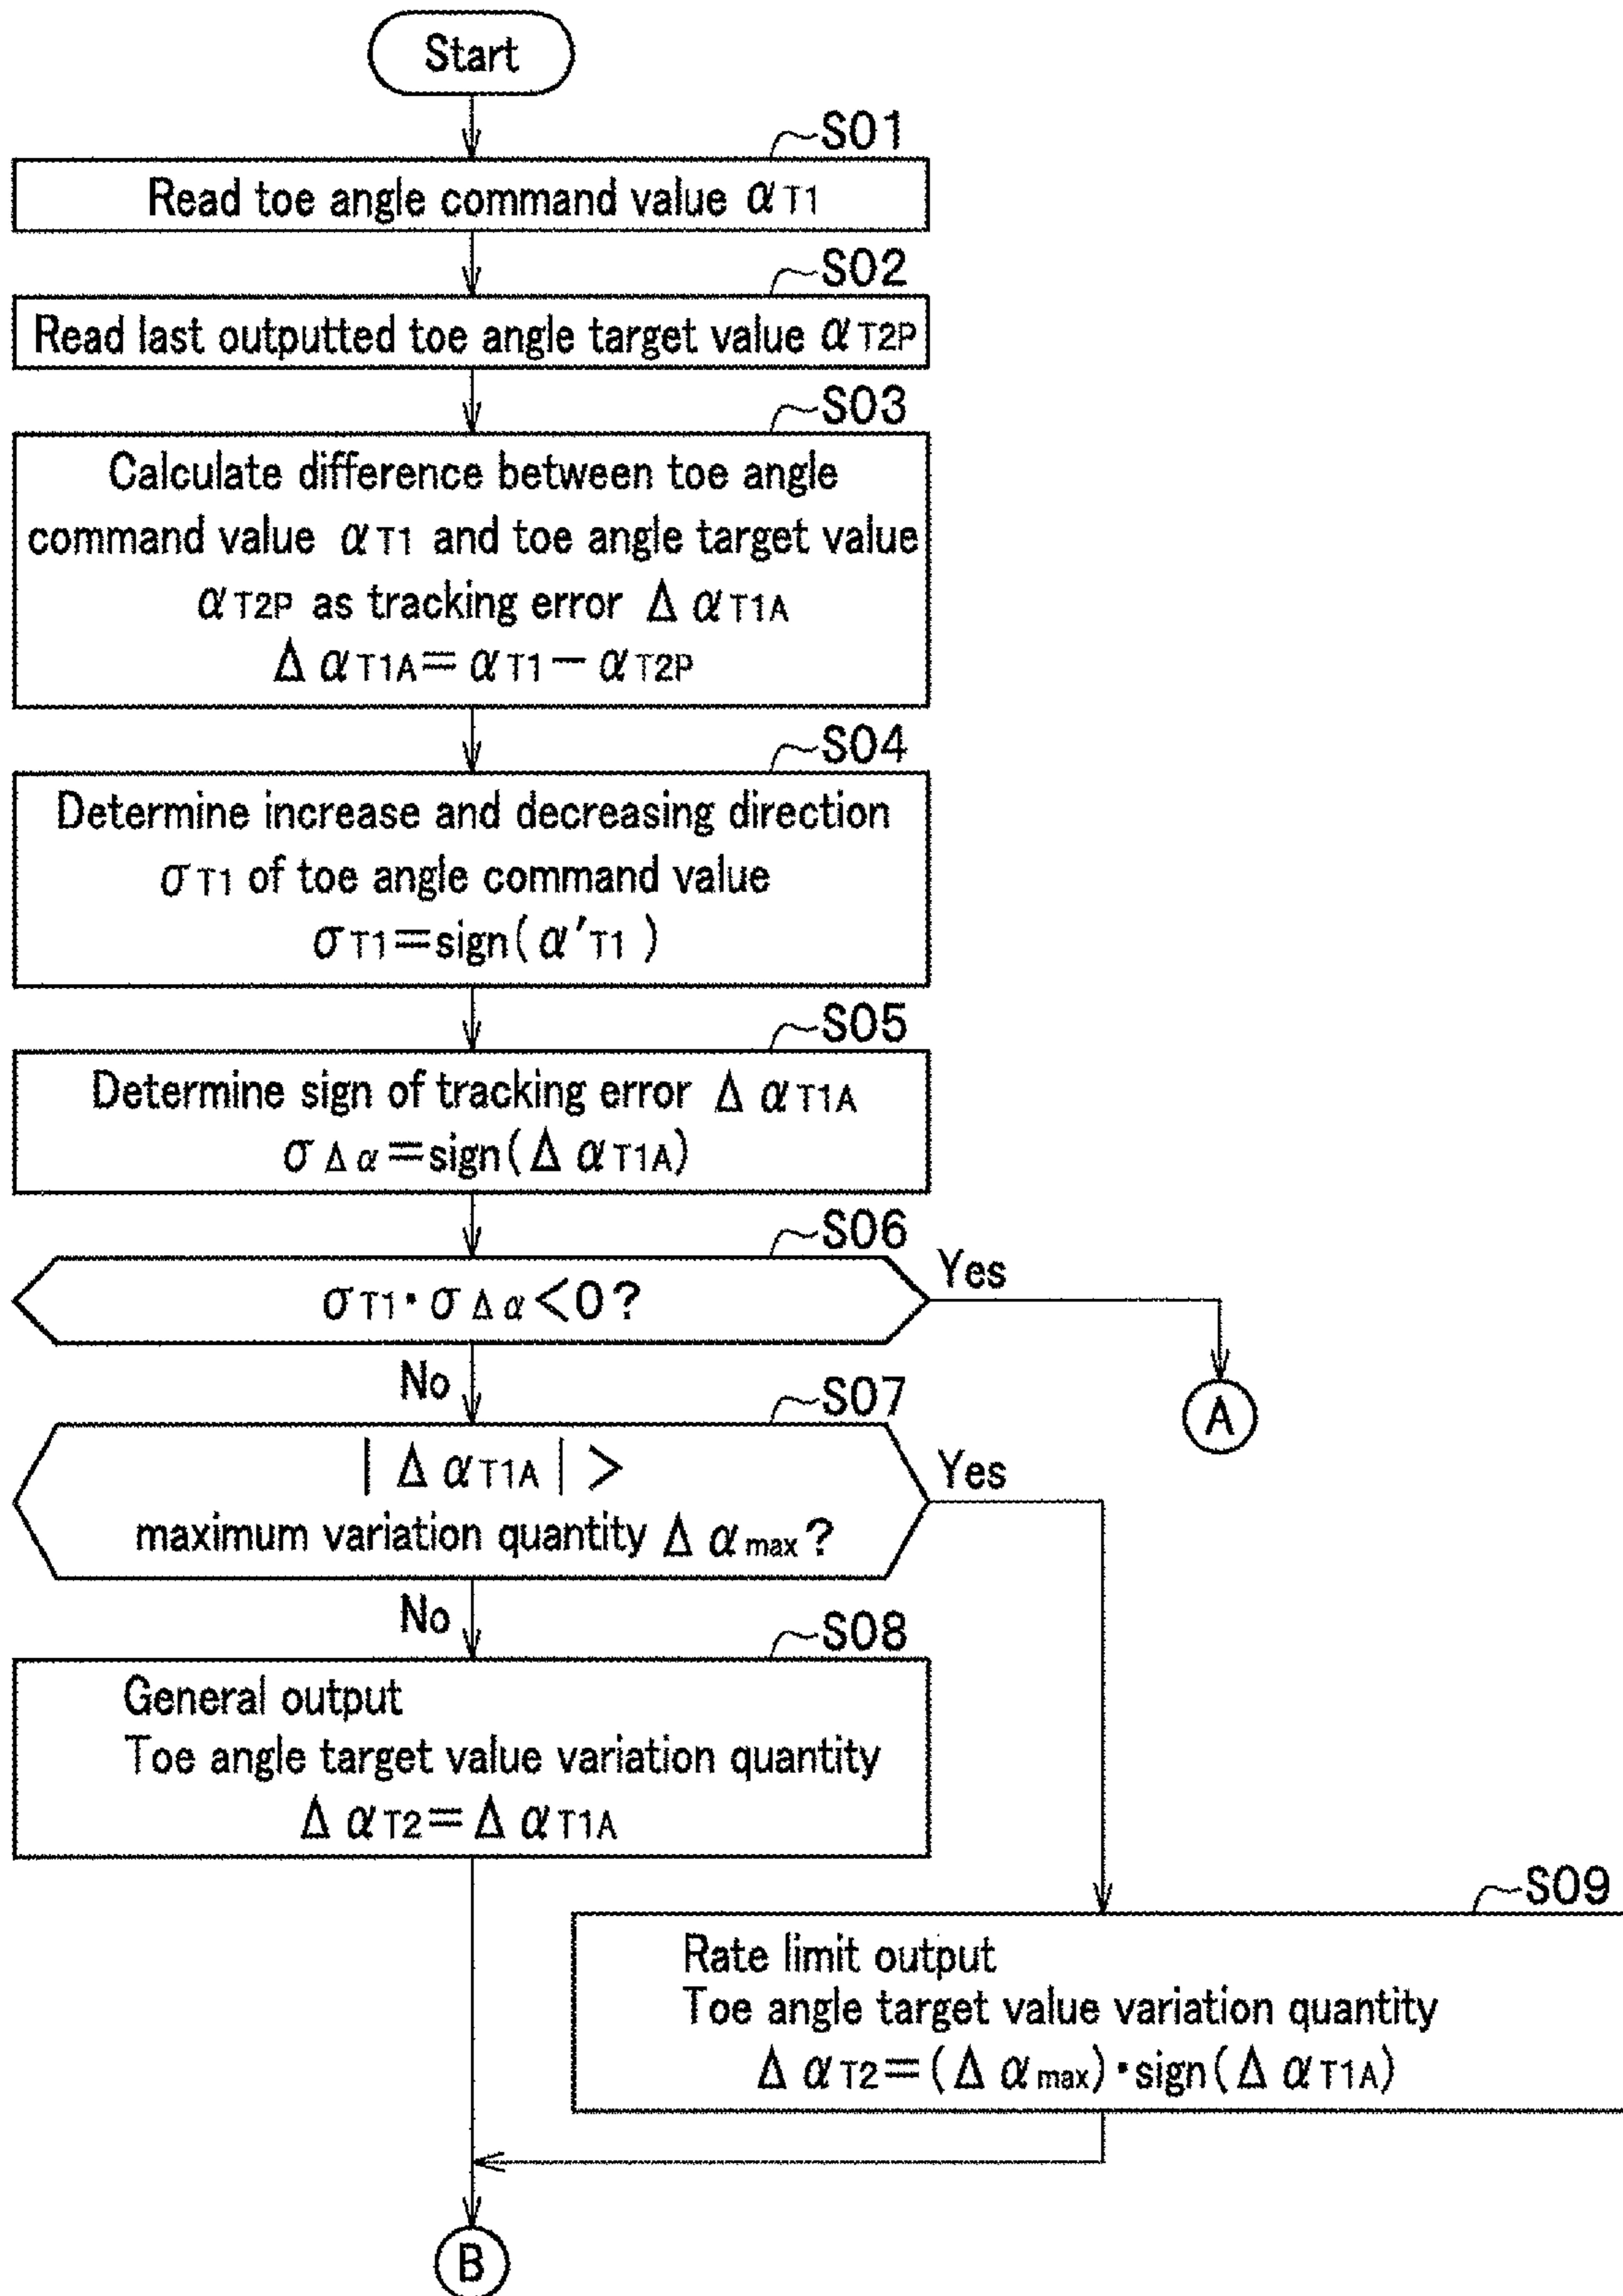 Start
S01
Read toe angle command value αT1
S02
Read last outputted toe angle target value αT2P
S03
Calculate difference between toe angle
command value αT1 and toe angle target value
αT2P as tracking error ΔαT1A
ΔαT1A=αT1-αT2P
S04
Determine increase and decreasing direction
σT1 of toe angle command value
σT1=sign(α'T1)
S05
Determine sign of tracking error ΔαT1A
σΔα=sign(ΔαT1A)
S06
σT1・σΔα<0?
Yes
A
No
S07
|ΔαT1A|>
maximum variation quantity Δαmax?
Yes
No
S08
General output
Toe angle target value variation quantity
ΔαT2=ΔαT1A
S09
Rate limit output
Toe angle target value variation quantity
ΔαT2=(Δαmax)・sign(ΔαT1A)
B